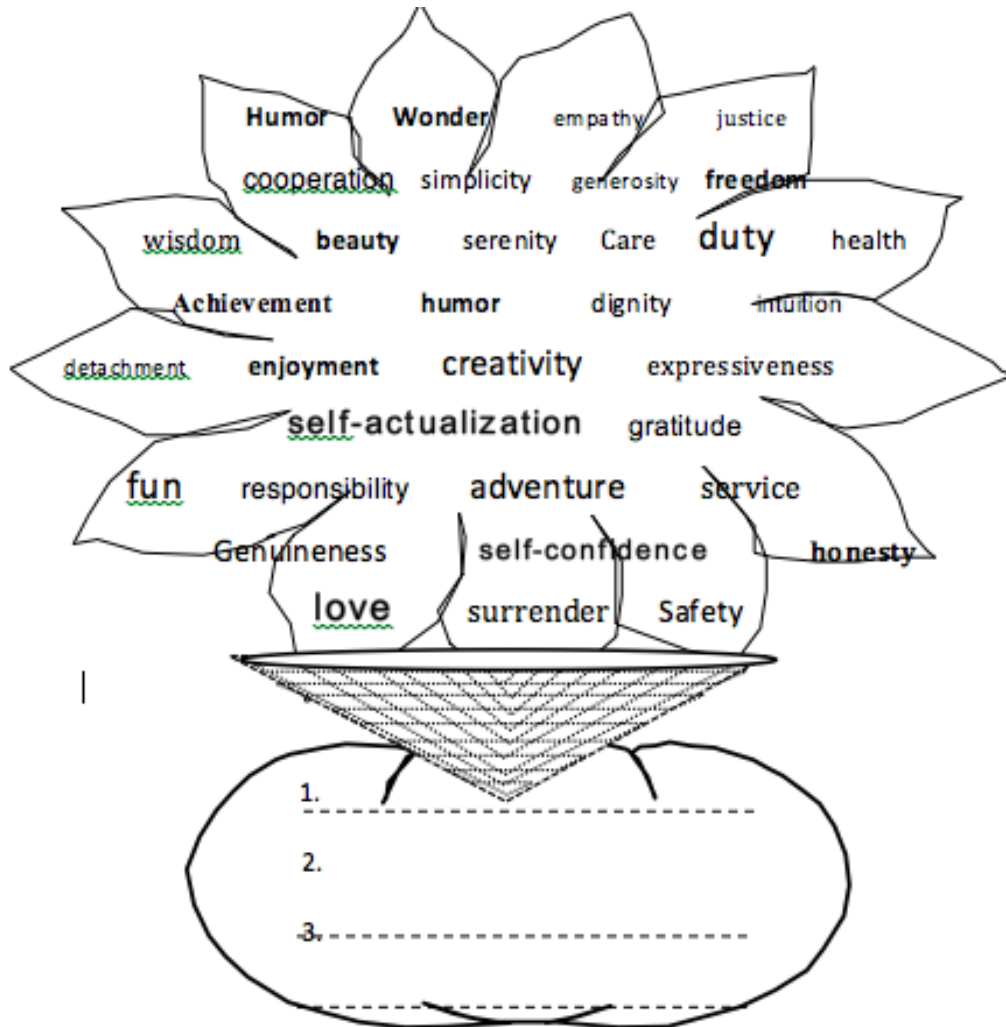 Humor Wonder empathy justice
cooperation simplicity generosity freedom
wisdom beauty serenity Care duty health
Achievement humor dignity intuition
detachment enjoyment creativity expressiveness
self-actualization gratitude
fun responsibility adventure service
Genuineness self-confidence honesty
love surrender Safety
1.
2.
3.